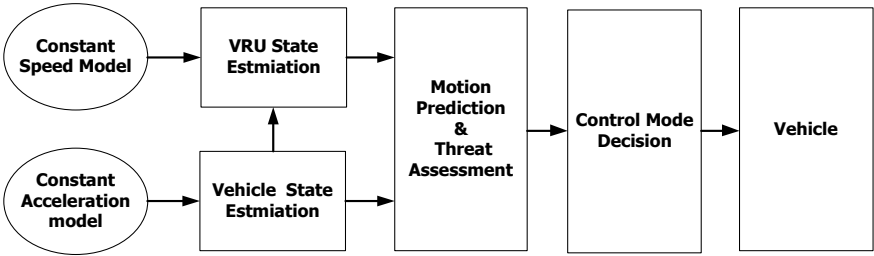 Constant
Speed Model
VRU State
Estmiation
Motion
Prediction
&
Threat
Assessment
Control Mode
Decision
Vehicle
Constant
Acceleration
model
Vehicle State
Estmiation